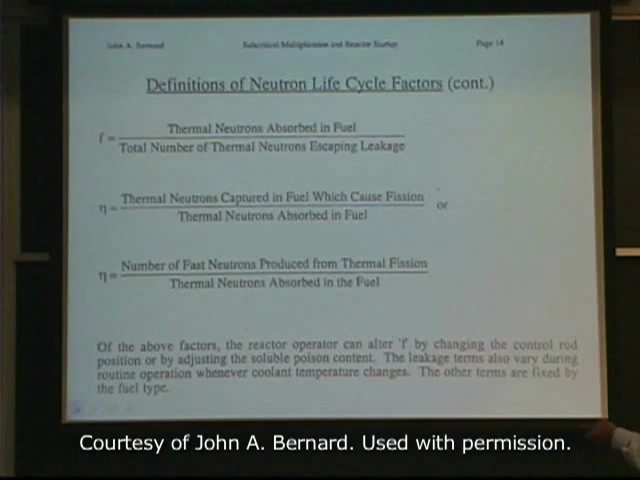 John A. Bernard Subcritical Multiplication and Reactor Startup Page 14
Definitions of Neutron Life Cycle Factors (cont.)
f = Thermal Neutrons Absorbed in Fuel
Total Number of Thermal Neutrons Escaping Leakage
η = Thermal Neutrons Captured in Fuel Which Cause Fission or
Thermal Neutrons Absorbed in Fuel
η = Number of Fast Neutrons Produced from Thermal Fission
Thermal Neutrons Absorbed in the Fuel
Of the above factors, the reactor operator can alter 'f' by changing the control rod
position or by adjusting the soluble poison content. The leakage terms also vary during
routine operation whenever coolant temperature changes. The other terms are fixed by
the fuel type.
Courtesy of John A. Bernard. Used with permission.